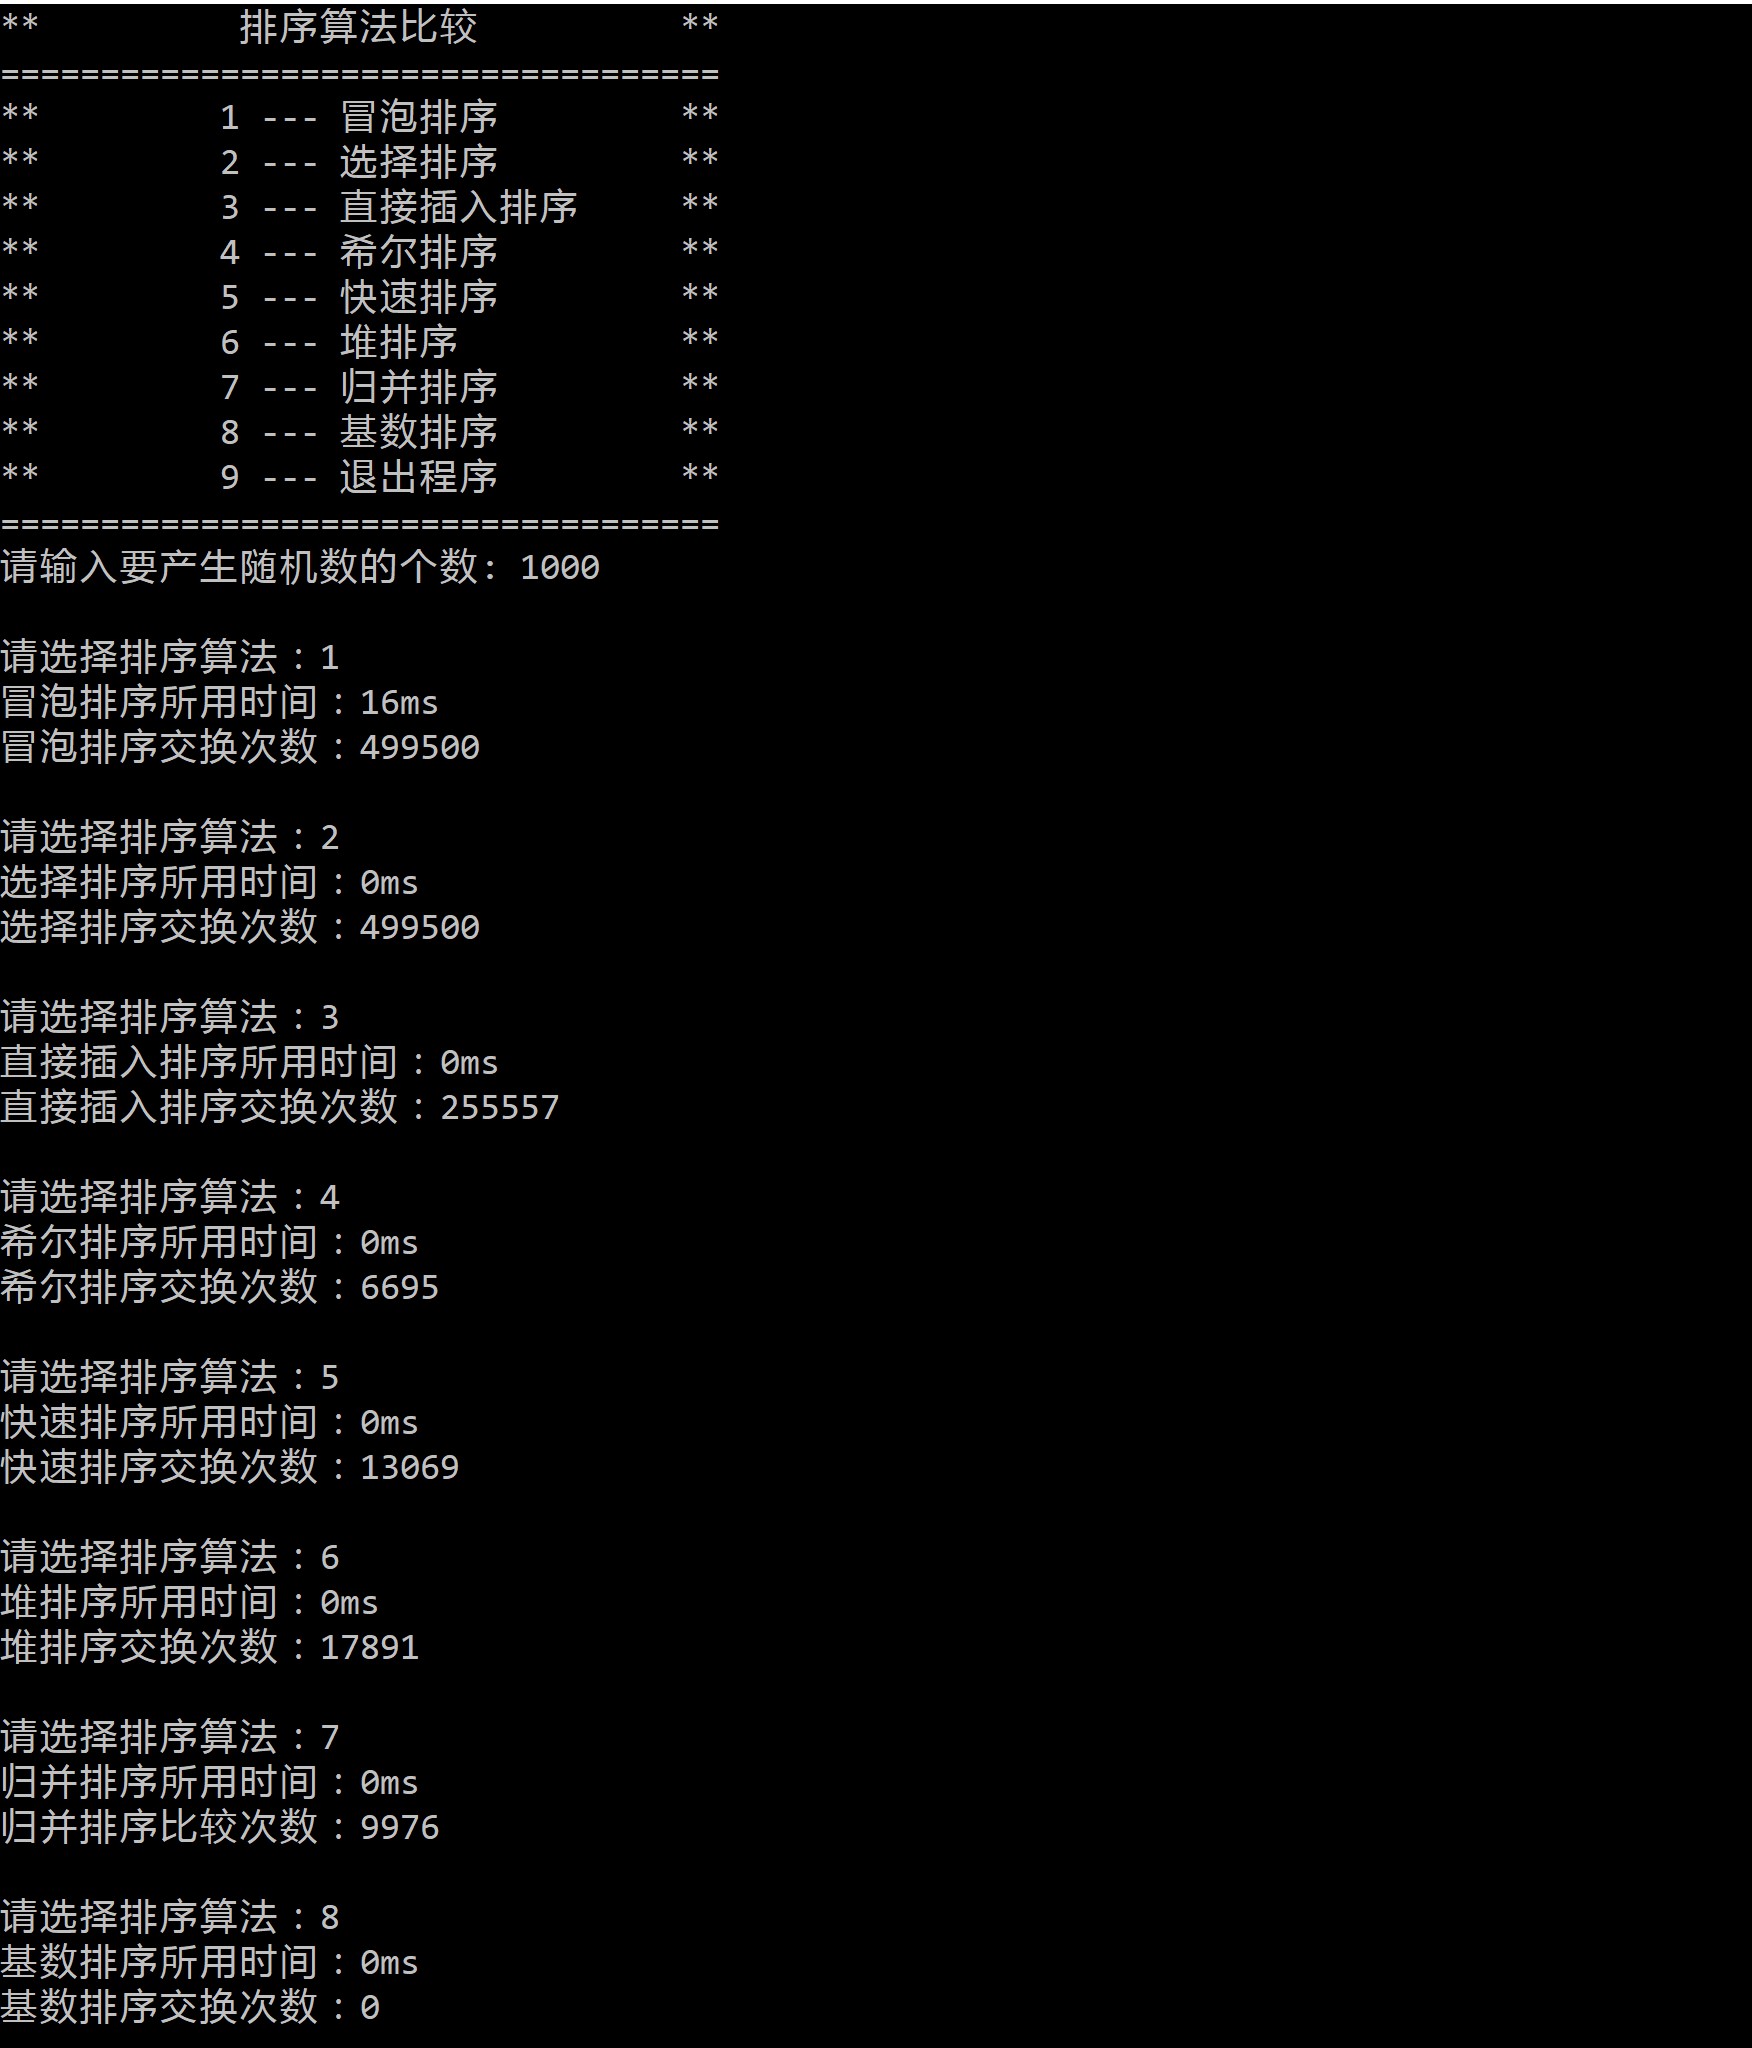 **          排序算法比较          **
====================================
**         1 --- 冒泡排序         **
**         2 --- 选择排序         **
**         3 --- 直接插入排序     **
**         4 --- 希尔排序         **
**         5 --- 快速排序         **
**         6 --- 堆排序           **
**         7 --- 归并排序         **
**         8 --- 基数排序         **
**         9 --- 退出程序         **
====================================
请输入要产生随机数的个数: 1000
请选择排序算法：1
冒泡排序所用时间：16ms
冒泡排序交换次数：499500
请选择排序算法：2
选择排序所用时间：0ms
选择排序交换次数：499500
请选择排序算法：3
直接插入排序所用时间：0ms
直接插入排序交换次数：255557
请选择排序算法：4
希尔排序所用时间：0ms
希尔排序交换次数：6695
请选择排序算法：5
快速排序所用时间：0ms
快速排序交换次数：13069
请选择排序算法：6
堆排序所用时间：0ms
堆排序交换次数：17891
请选择排序算法：7
归并排序所用时间：0ms
归并排序比较次数：9976
请选择排序算法：8
基数排序所用时间：0ms
基数排序交换次数：0